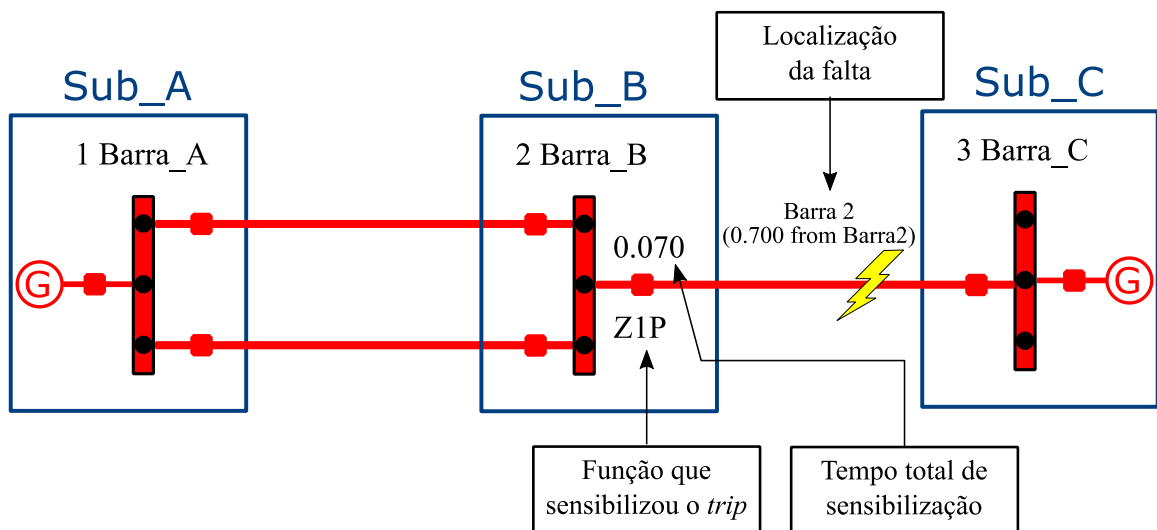 Localização
da falta
Sub_A
Sub_B
Sub_C
1 Barra_A
2 Barra_B
3 Barra_C
Barra 2
(0.700 from Barra2)
0.070
G
G
Z1P
Função que
sensibilizou o trip
Tempo total de
sensibilização